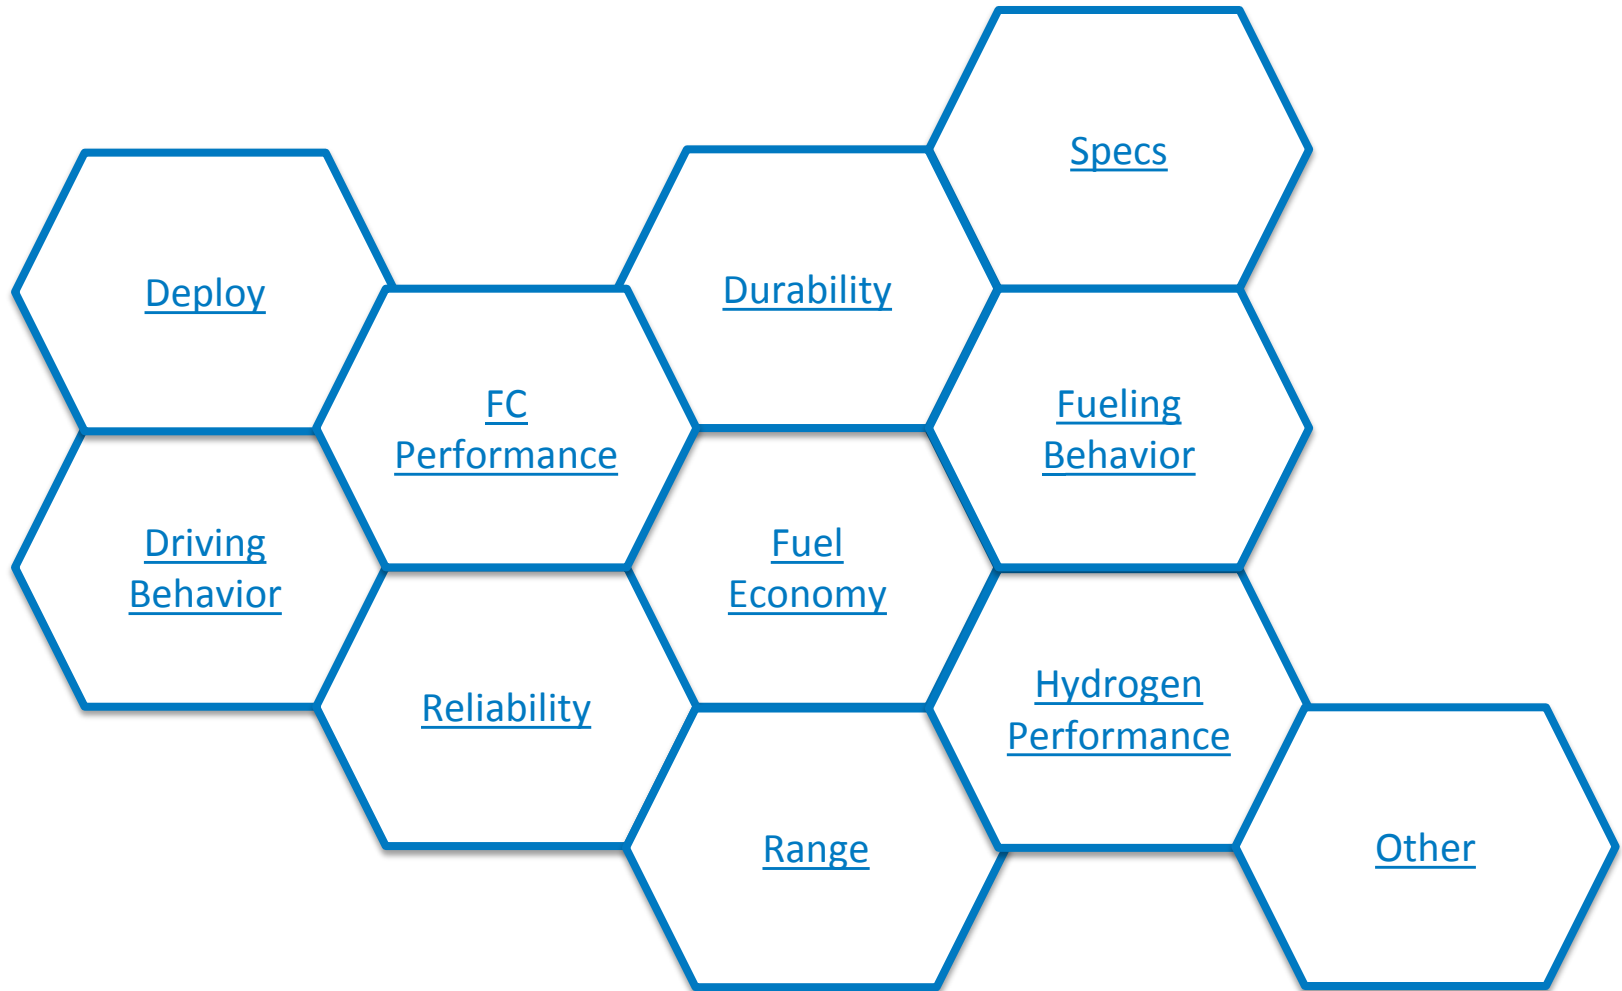 Specs
Deploy
Durability
FC
Performance
Fueling
Behavior
Driving
Behavior
Fuel
Economy
Reliability
Hydrogen
Performance
Range
Other